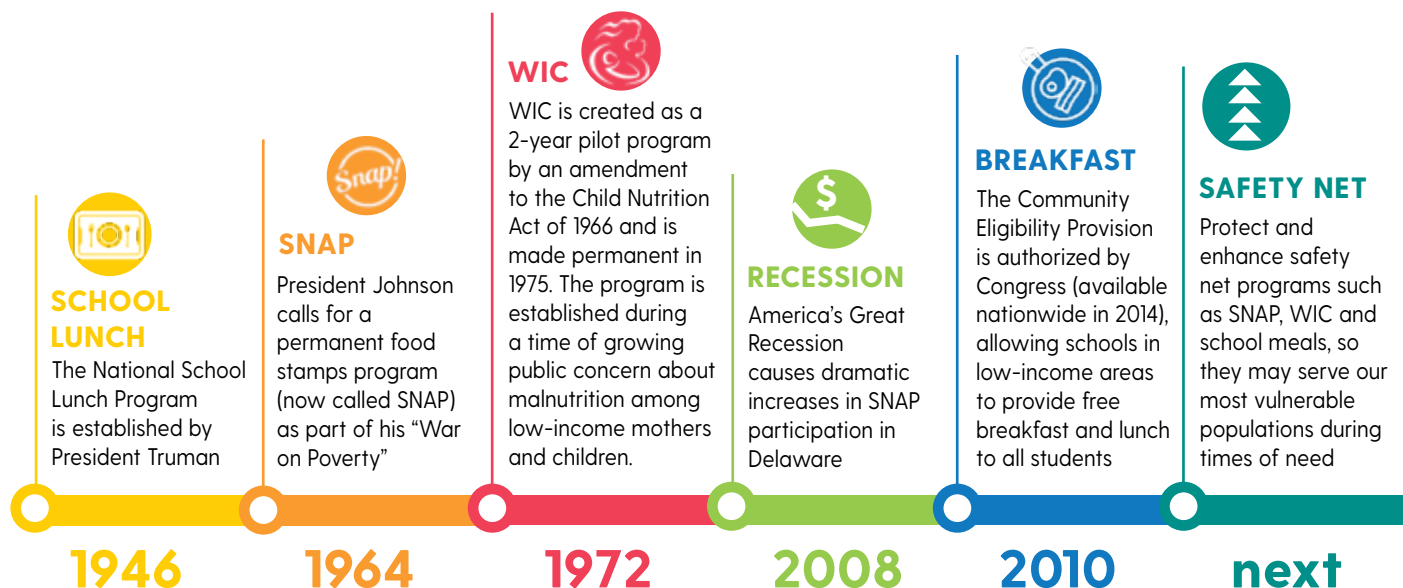 SCHOOL
LUNCH
The National School
Lunch Program
is established by
President Truman
1946
Snap!
SNAP
President Johnson
calls for a
permanent food
stamps program
(now called SNAP)
as part of his “War
on Poverty”
1964
WIC
WIC is created as a
2-year pilot program
by an amendment
to the Child Nutrition
Act of 1966 and is
made permanent in
1975. The program is
established during
a time of growing
public concern about
malnutrition among
low-income mothers
and children.
1972
$
RECESSION
America’s Great
Recession
causes dramatic
increases in SNAP
participation in
Delaware
2008
BREAKFAST
The Community
Eligibility Provision
is authorized by
Congress (available
nationwide in 2014),
allowing schools in
low-income areas
to provide free
breakfast and lunch
to all students
2010
SAFETY NET
Protect and
enhance safety
net programs such
as SNAP, WIC and
school meals, so
they may serve our
most vulnerable
populations during
times of need
next